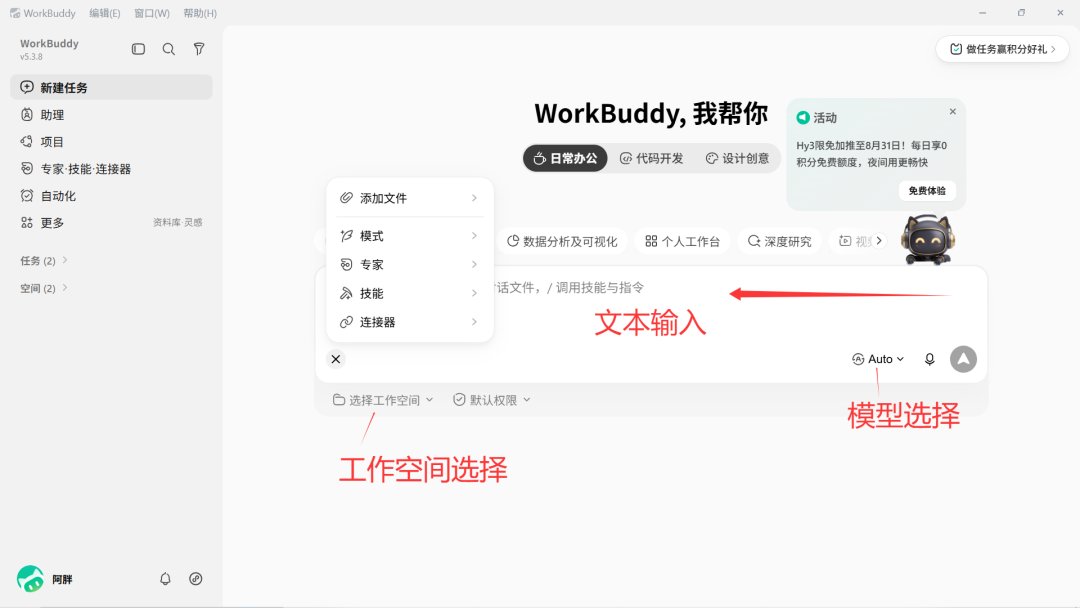 WorkBuddy 编辑(E) 窗口(W) 帮助(H)
WorkBuddy
v5.3.8
新建任务
助理
项目
专家·技能·连接器
自动化
更多 资料库·灵感
任务 (2)
空间 (2)
阿胖
做任务赢积分好礼
WorkBuddy, 我帮你
日常办公 代码开发 设计创意
活动
Hy3限免加推至8月31日！每日享0
积分免费额度，夜间用更畅快
免费体验
数据分析及可视化 个人工作台 深度研究
添加文件
模式
专家
技能
连接器
话文件，/ 调用技能与指令
文本输入
Auto
选择工作空间 默认权限
模型选择
工作空间选择